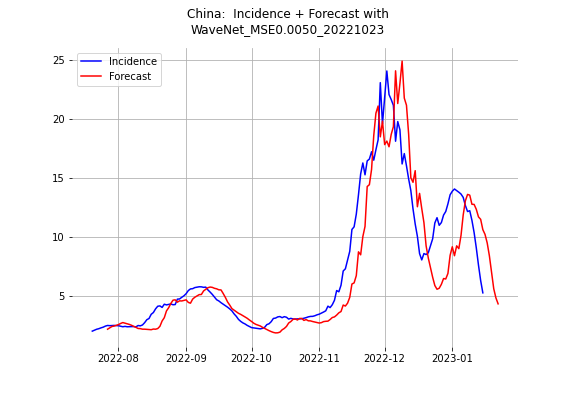 China:  Incidence + Forecast with
WaveNet_MSE0.0050_20221023
Incidence
Forecast
25
20
15
10
5
2022-08 2022-09 2022-10 2022-11 2022-12 2023-01